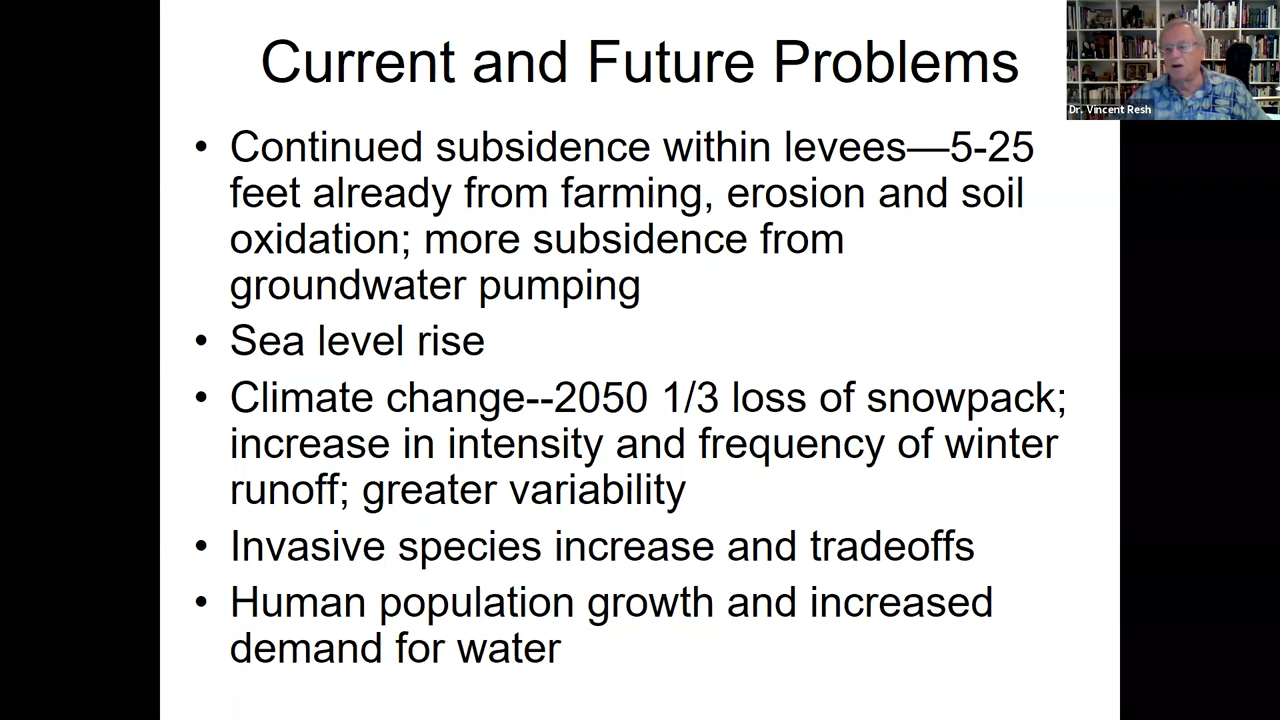 Current and Future Problems
Dr. Vincent Resh
• Continued subsidence within levees—5-25
feet already from farming, erosion and soil
oxidation; more subsidence from
groundwater pumping
• Sea level rise
• Climate change--2050 1/3 loss of snowpack;
increase in intensity and frequency of winter
runoff; greater variability
• Invasive species increase and tradeoffs
• Human population growth and increased
demand for water